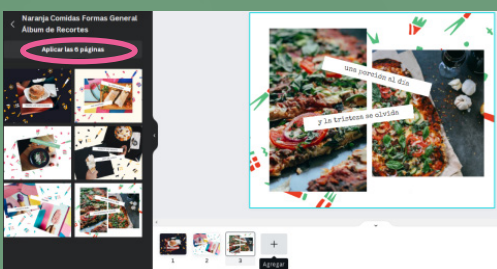 Naranja Comidas Formas General
Álbum de Recortes
Aplicar las 6 páginas
una porción al día
y la tristeza se olvida
1
2
3
Agregar